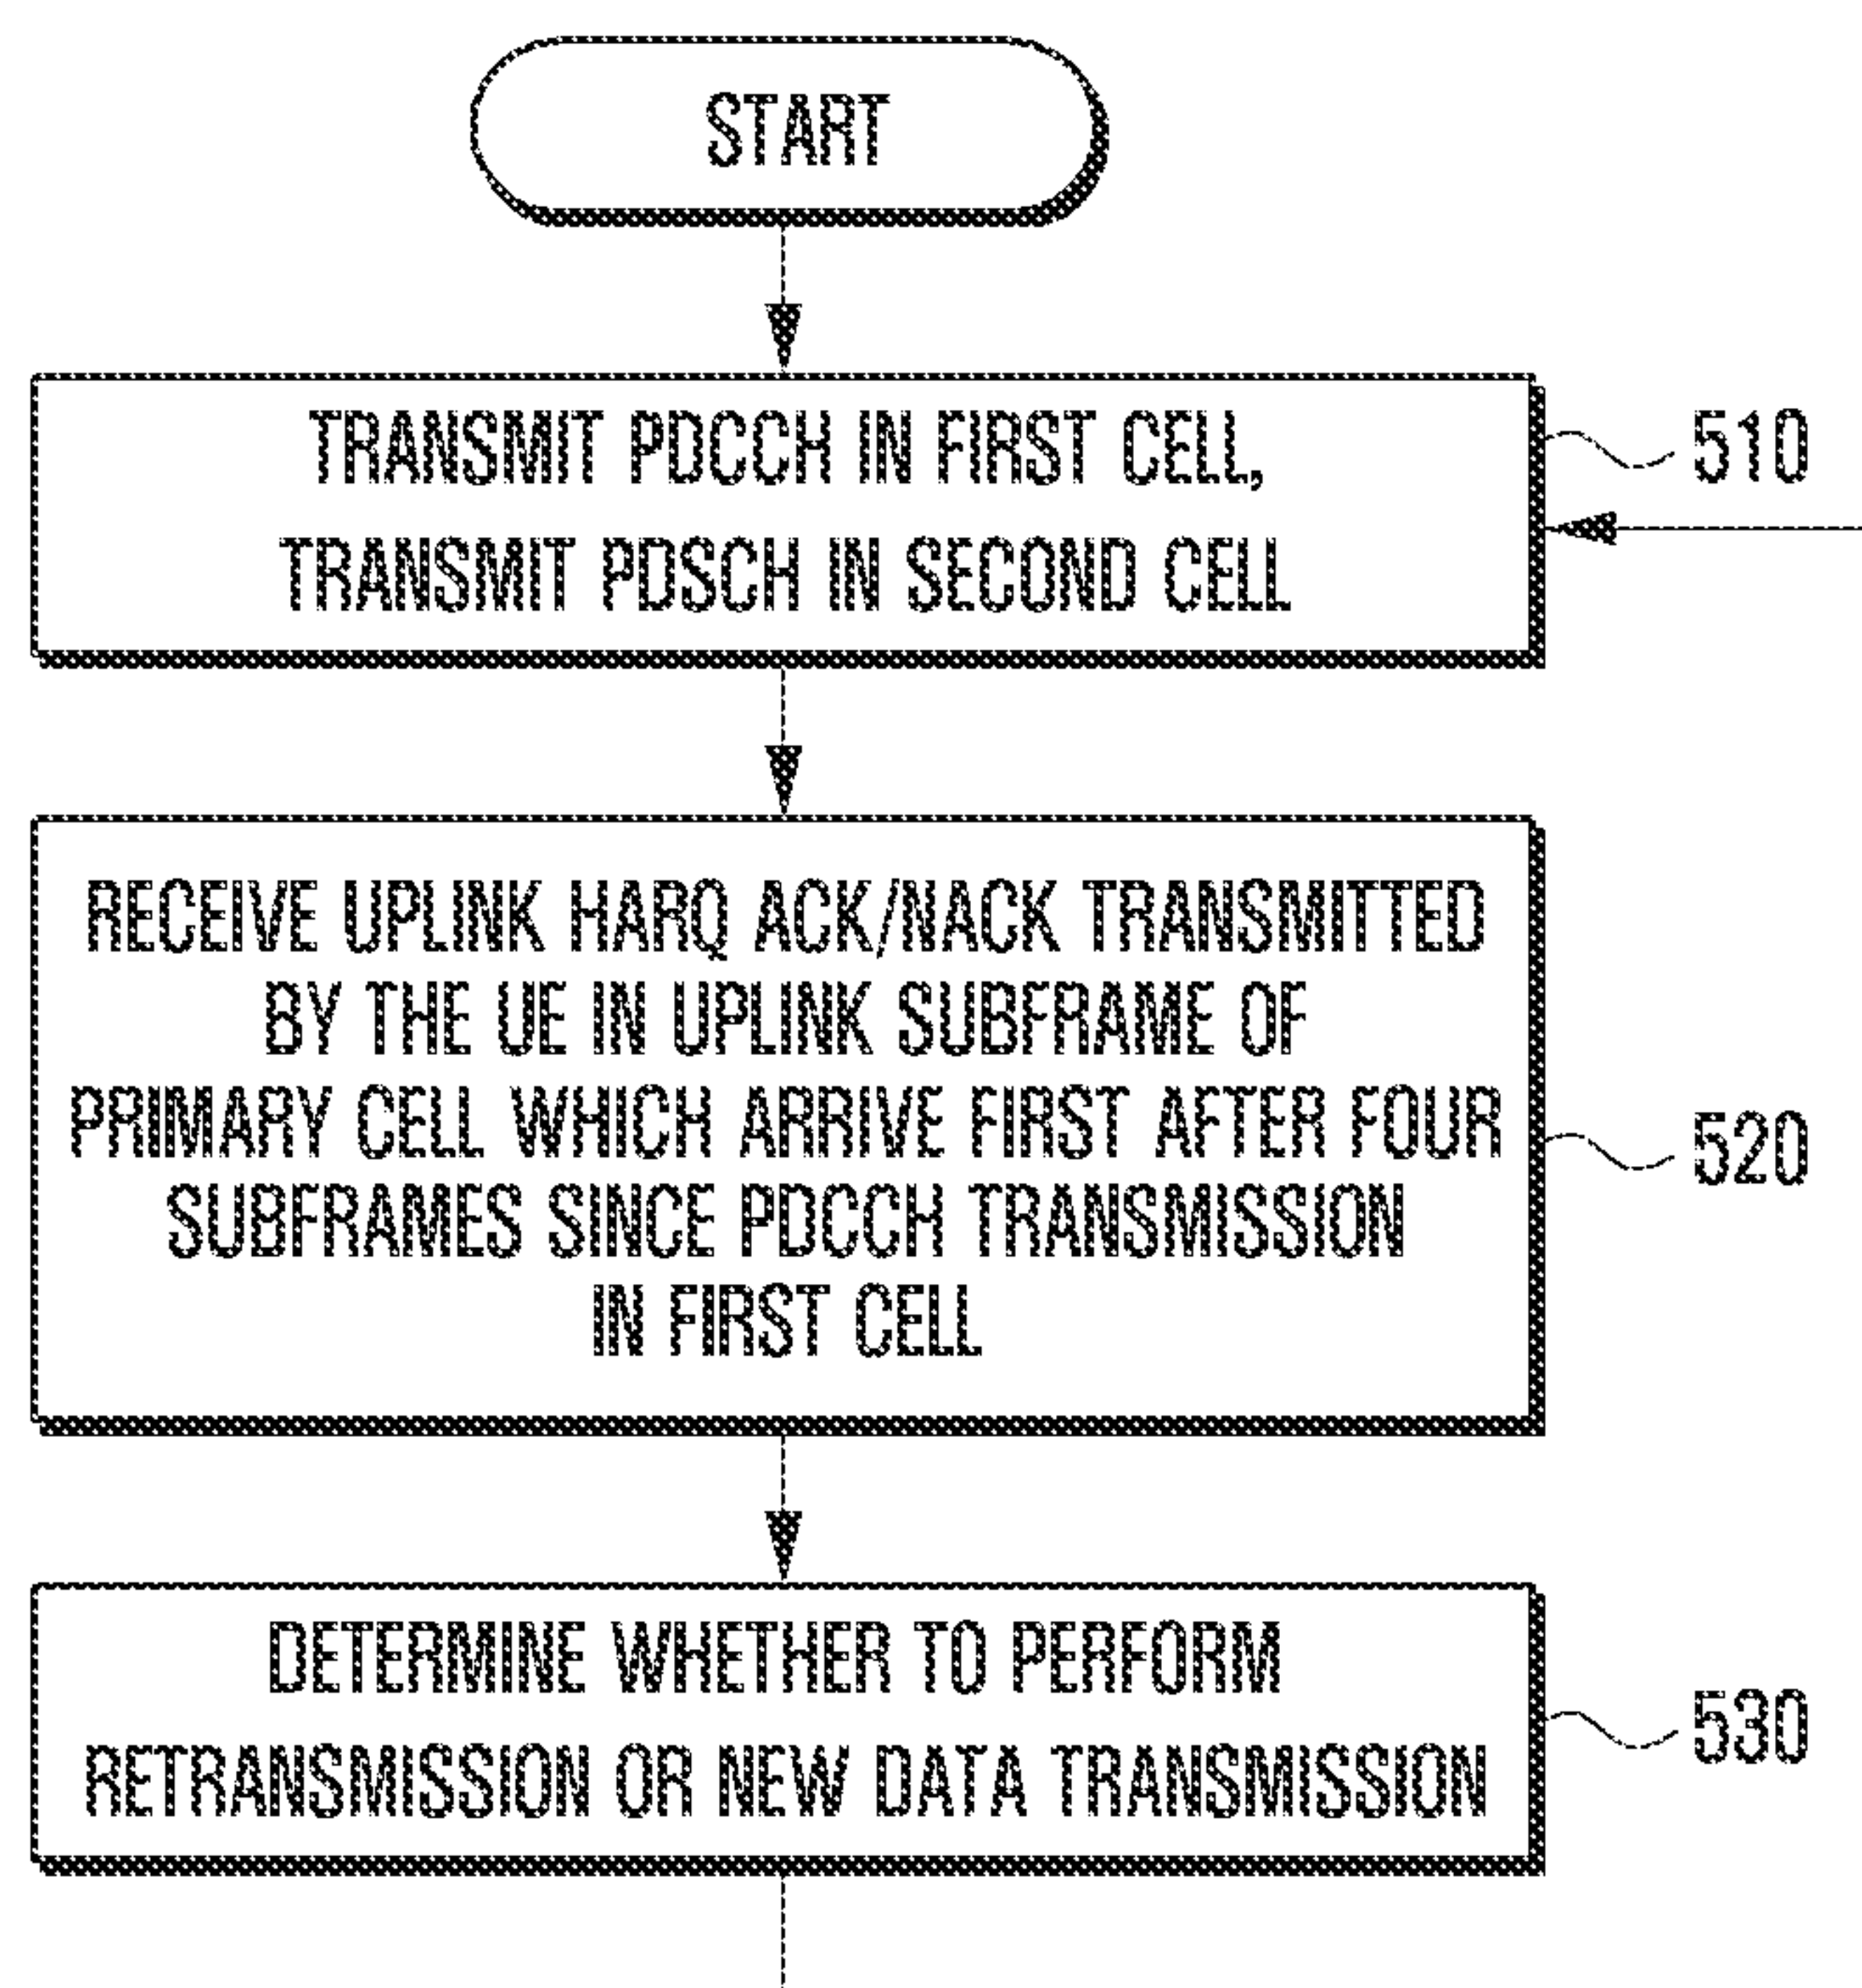 START
TRANSMIT PDCCH IN FIRST CELL,
TRANSMIT PDSCH IN SECOND CELL
510
RECEIVE UPLINK HARQ ACK/NACK TRANSMITTED
BY THE UE IN UPLINK SUBFRAME OF
PRIMARY CELL WHICH ARRIVE FIRST AFTER FOUR
SUBFRAMES SINCE PDCCH TRANSMISSION
IN FIRST CELL
520
DETERMINE WHETHER TO PERFORM
RETRANSMISSION OR NEW DATA TRANSMISSION
530